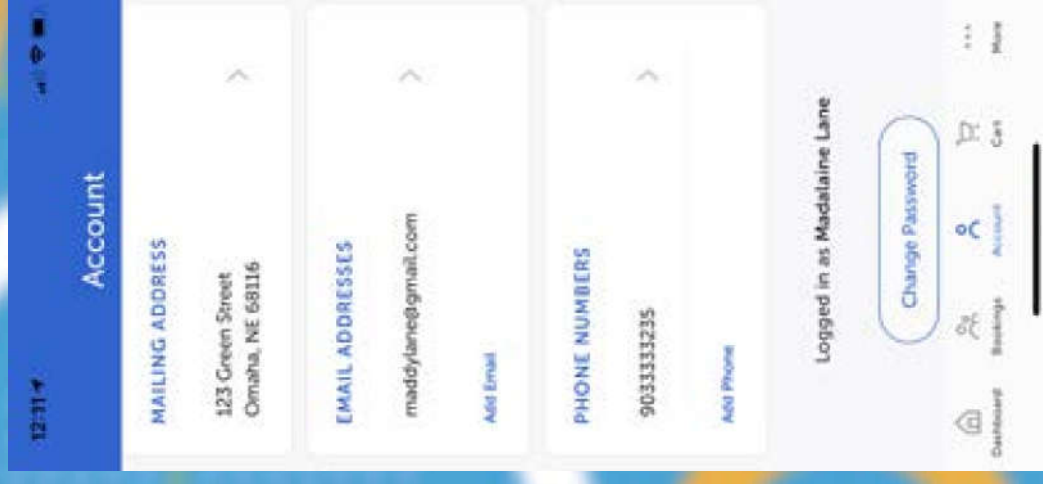 12:31
Account
MAILING ADDRESS
123 Green Street
Omaha, NE 68116
EMAIL ADDRESSES
maddylane@gmail.com
Add Email
PHONE NUMBERS
9033333235
Add Phone
Logged in as Madalaine Lane
Change Password
Dashboard
Bookings
Account
Cart
More